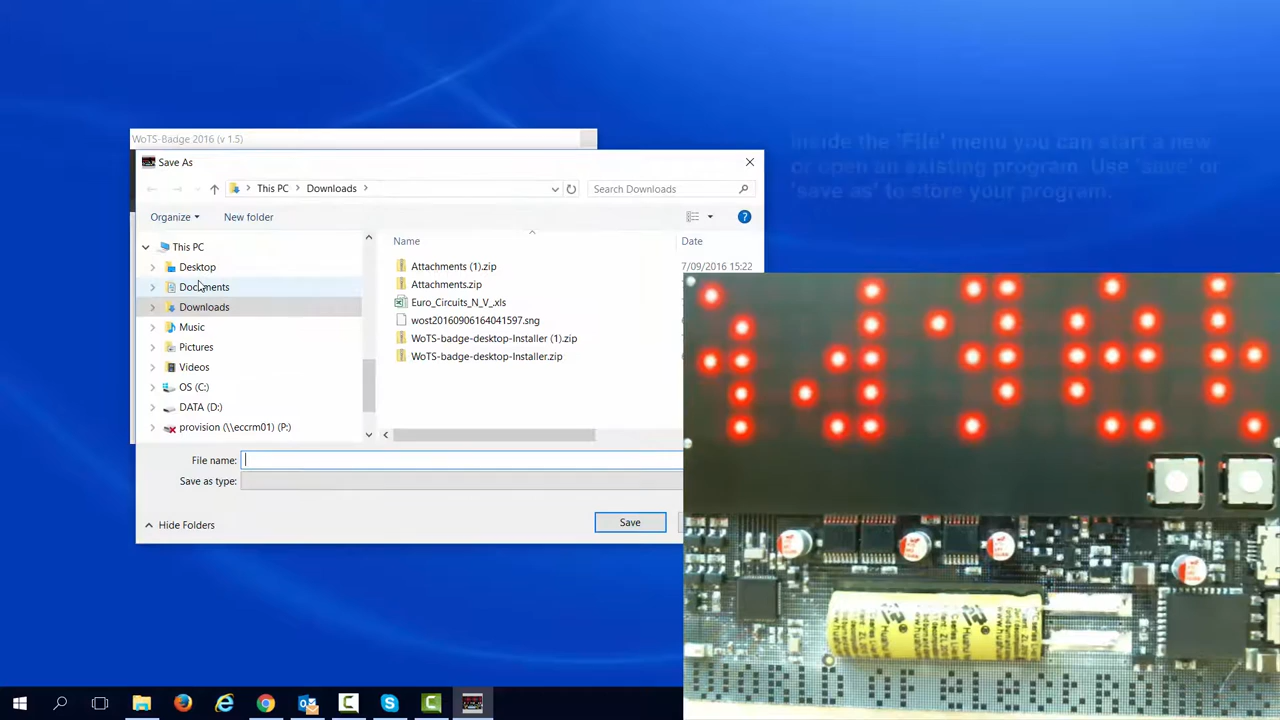 WoTS-Badge 2016 (v 1.5)
Inside the 'File' menu you can start a new
or open an existing program. Use 'save' or
'save as' to store your program.
Save As
This PC
Downloads
Search Downloads
Organize
New folder
This PC
Desktop
Documents
Downloads
Music
Pictures
Videos
OS (C:)
DATA (D:)
provision (\\eccrm01) (P:)
Name
Date
Attachments (1).zip
7/09/2016 15:22
Attachments.zip
Euro_Circuits_N_V_.xls
wost20160906164041597.sng
WoTS-badge-desktop-Installer (1).zip
WoTS-badge-desktop-Installer.zip
File name:
Save as type:
Hide Folders
Save
WORLD OF ELECTRONICS